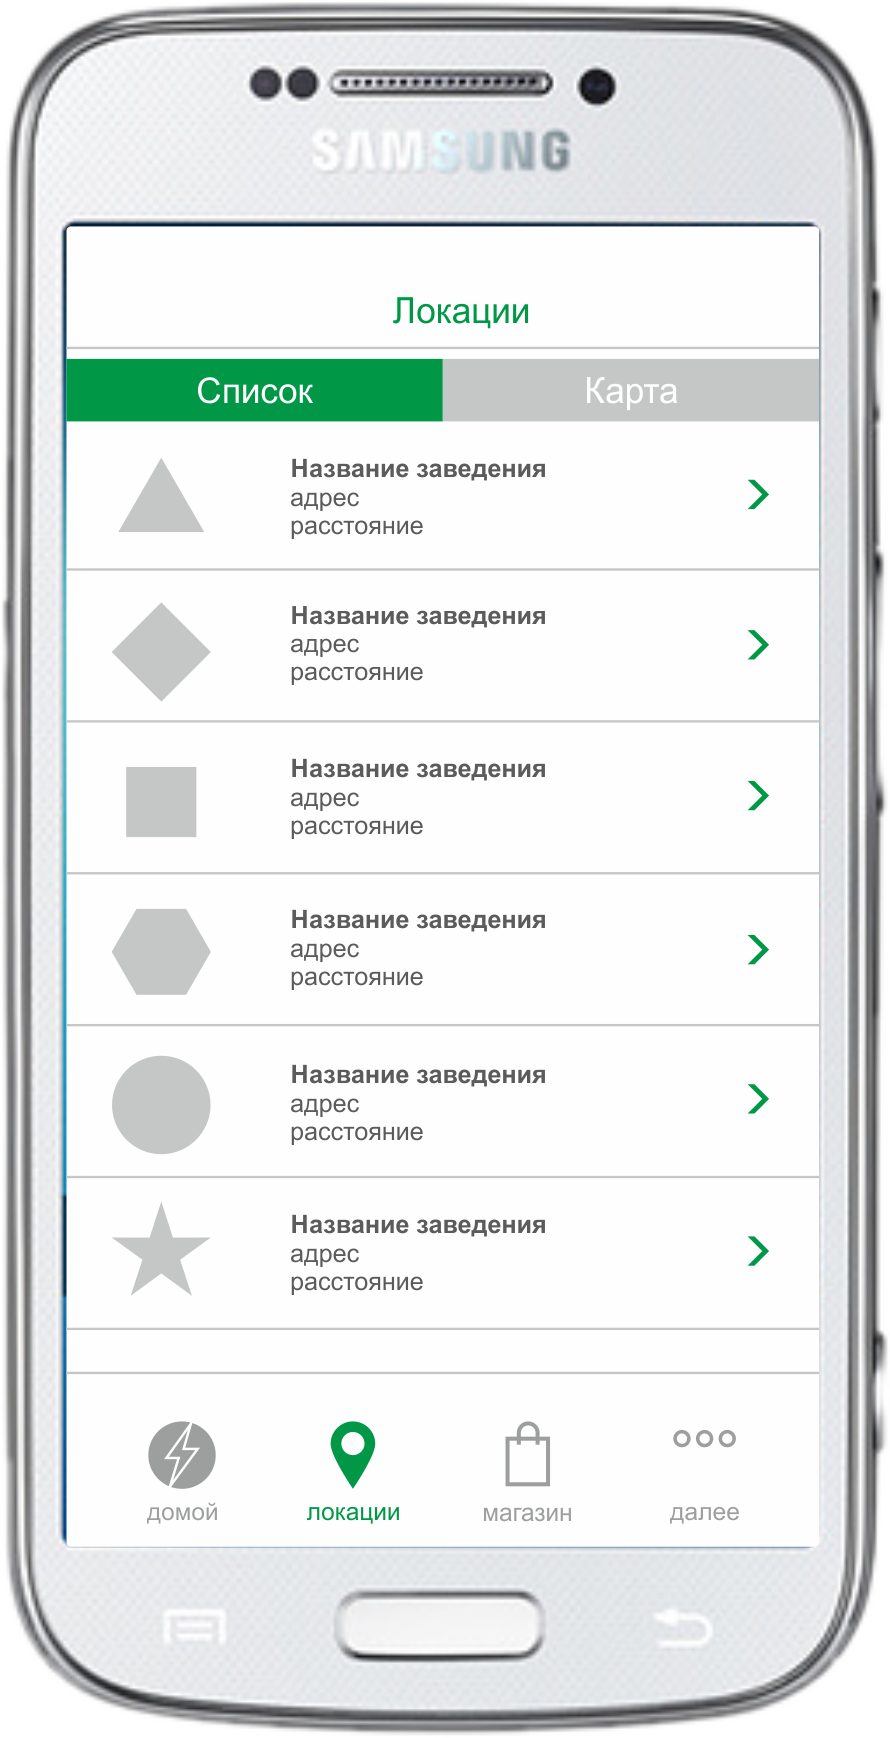 SAMSUNG
Локации
Список Карта
Название заведения
адрес
расстояние
Название заведения
адрес
расстояние
Название заведения
адрес
расстояние
Название заведения
адрес
расстояние
Название заведения
адрес
расстояние
Название заведения
адрес
расстояние
домой локации магазин далее